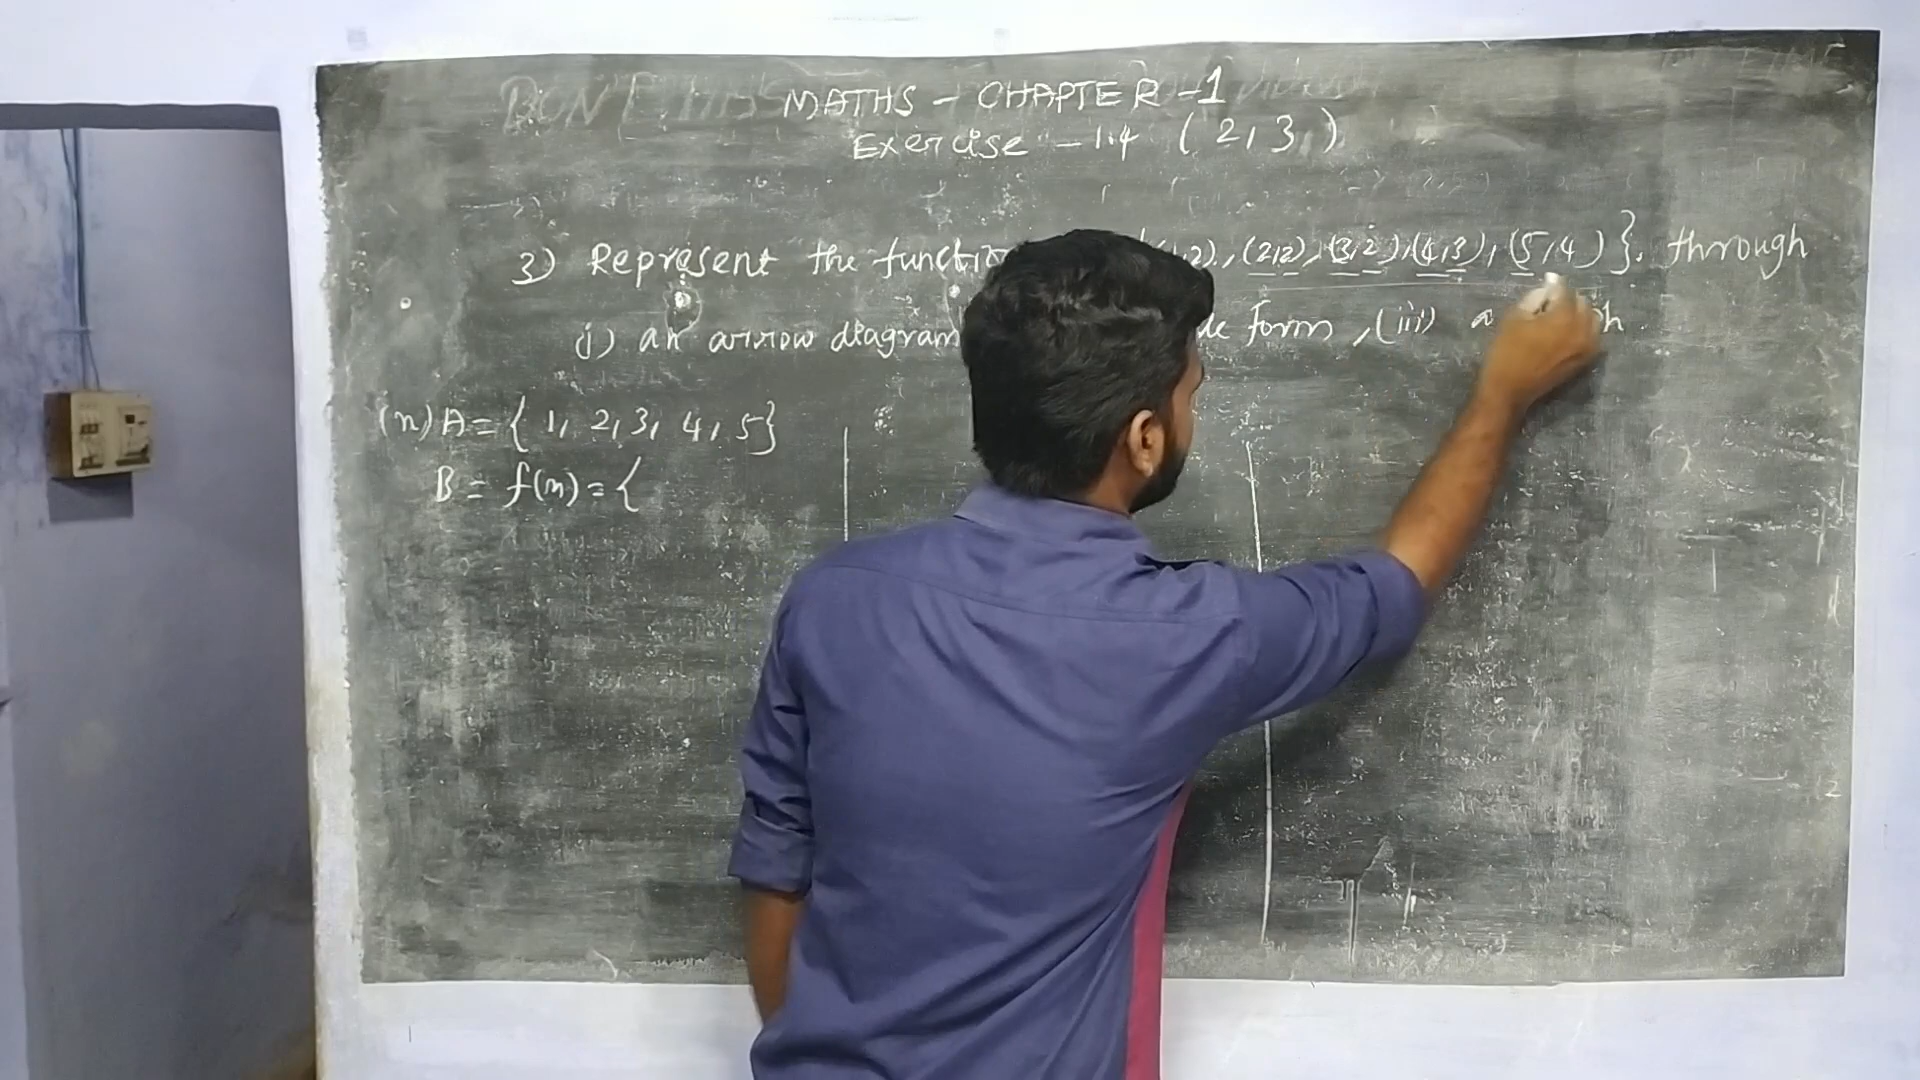 MATHS - CHAPTER -1
Exercise - 1.4 ( 2, 3 )
3) Represent the ,2), (2,2), (3,2), (4,3), (5,4) }. through
i) an arrow diagram form, (iii) a
(x) A = { 1, 2, 3, 4, 5}
B = f(x) = {